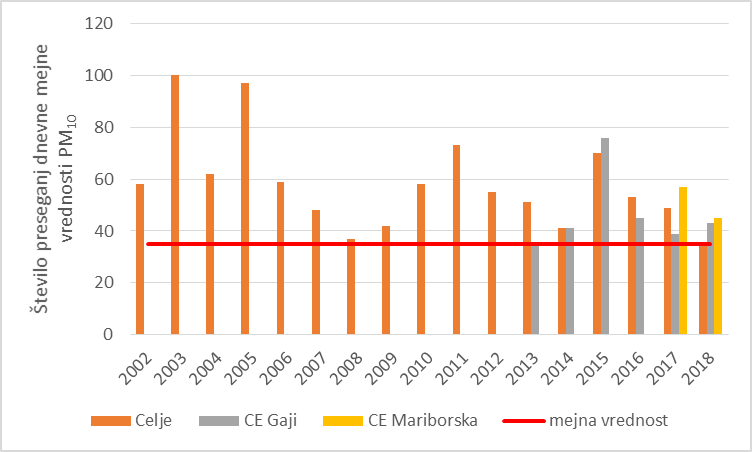 Število preseganj dnevne mejne
vrednosti PM10
120
100
80
60
40
20
0
2002 2003 2004 2005 2006 2007 2008 2009 2010 2011 2012 2013 2014 2015 2016 2017 2018
Celje CE Gaji CE Mariborska mejna vrednost